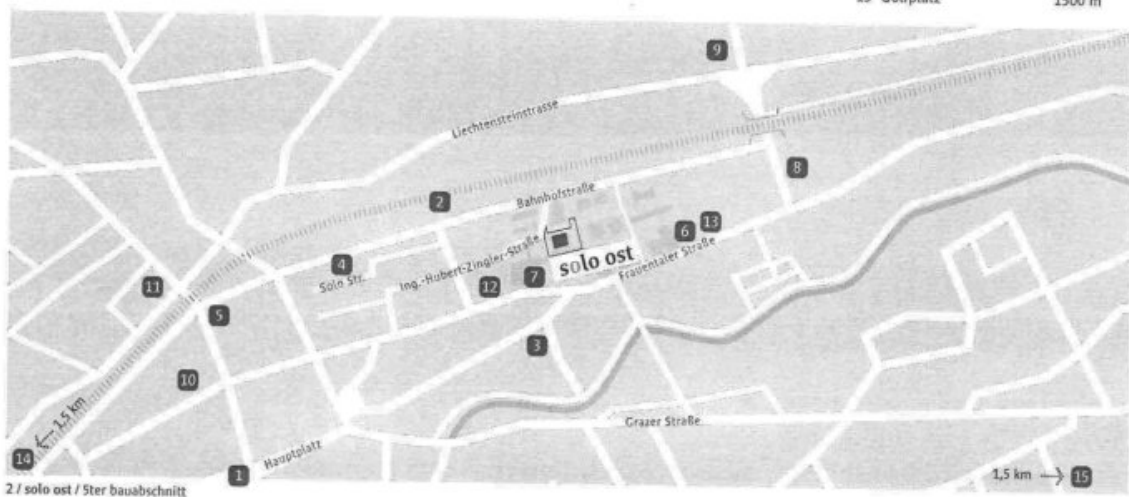 1500 m
9
Liechtensteinstrasse
8
2
Bahnhofstraße
6
13
4
Solo Str.
Ing.-Hubert-Zingler-Straße
solo ost
Frauentaler Straße
11
12
7
5
3
10
1,5 km
14
Hauptplatz
1
Grazer Straße
1,5 km
15
2 / solo ost / 5ter bauabschnitt